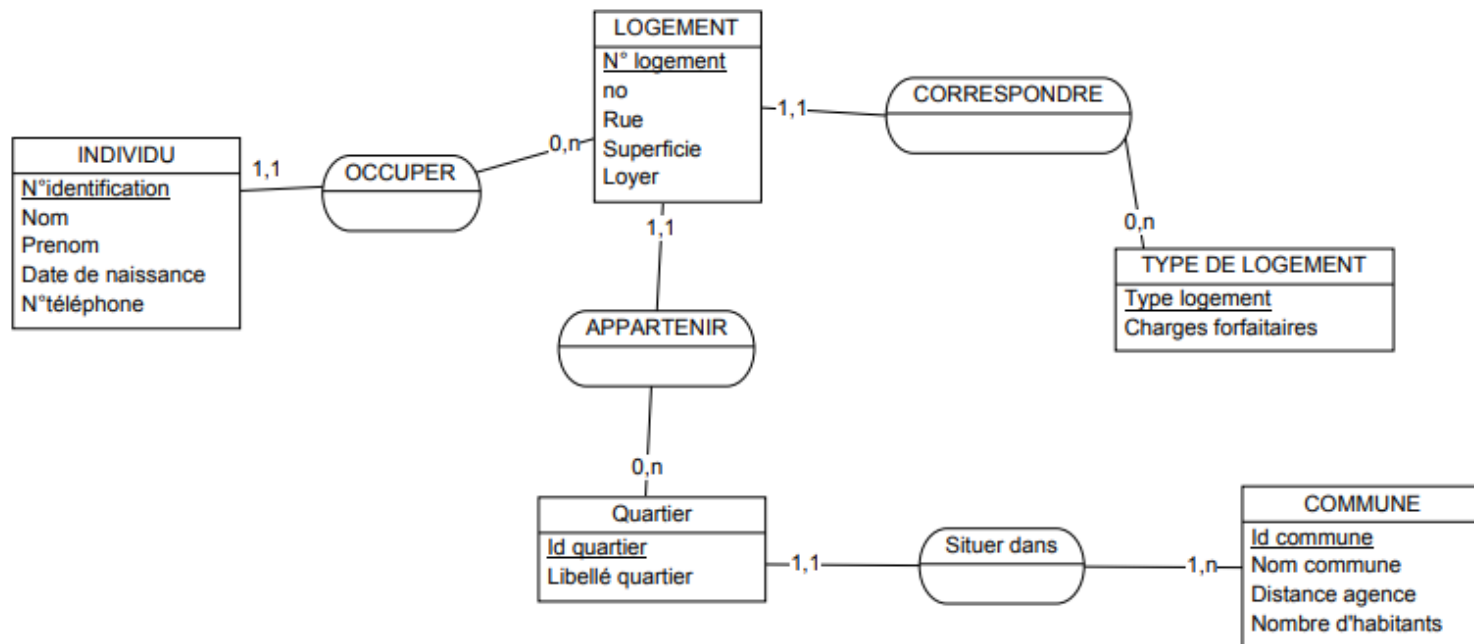 LOGEMENT
N° logement
no
Rue
Superficie
Loyer
CORRESPONDRE
1,1
0,n
INDIVIDU
N°identification
Nom
Prenom
Date de naissance
N°téléphone
1,1
OCCUPER
0,n
1,1
TYPE DE LOGEMENT
Type logement
Charges forfaitaires
APPARTENIR
0,n
Quartier
Id quartier
Libellé quartier
1,1
Situer dans
1,n
COMMUNE
Id commune
Nom commune
Distance agence
Nombre d'habitants